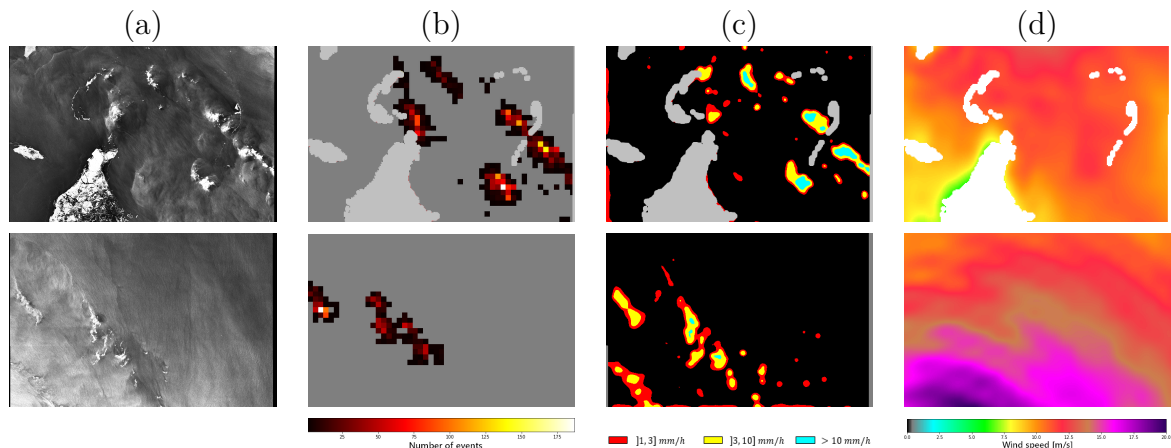 (a) (b) (c) (d)
25 50 75 100 125 150 175
Number of events
]1, 3] mm/h ]3, 10] mm/h > 10 mm/h
0.0 2.5 5.0 7.5 10.0 12.5 15.0 17.5 20.0
Wind speed [m/s]